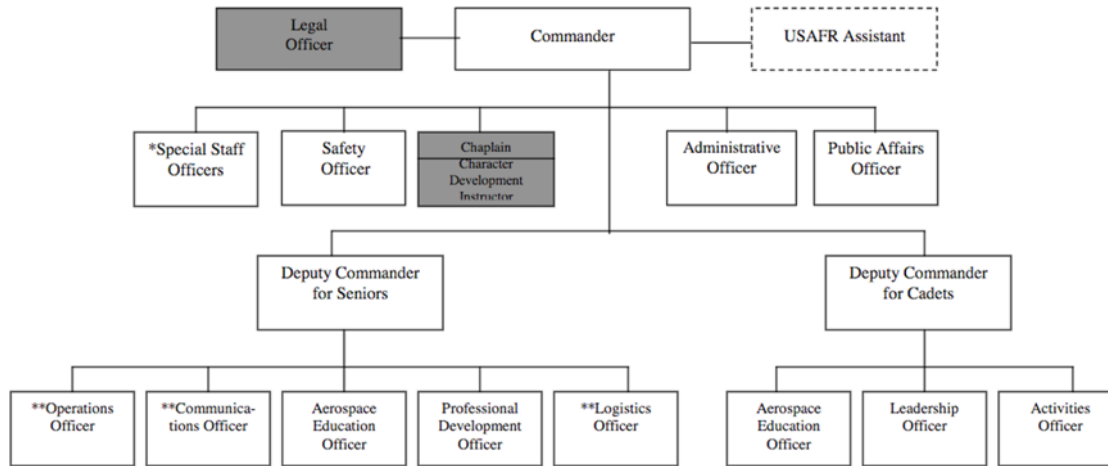 Legal
Officer
Commander
USAFR Assistant
*Special Staff
Officers
Safety
Officer
Chaplain
Character
Development
Instructor
Administrative
Officer
Public Affairs
Officer
Deputy Commander
for Seniors
Deputy Commander
for Cadets
**Operations
Officer
**Communica-
tions Officer
Aerospace
Education
Officer
Professional
Development
Officer
**Logistics
Officer
Aerospace
Education
Officer
Leadership
Officer
Activities
Officer